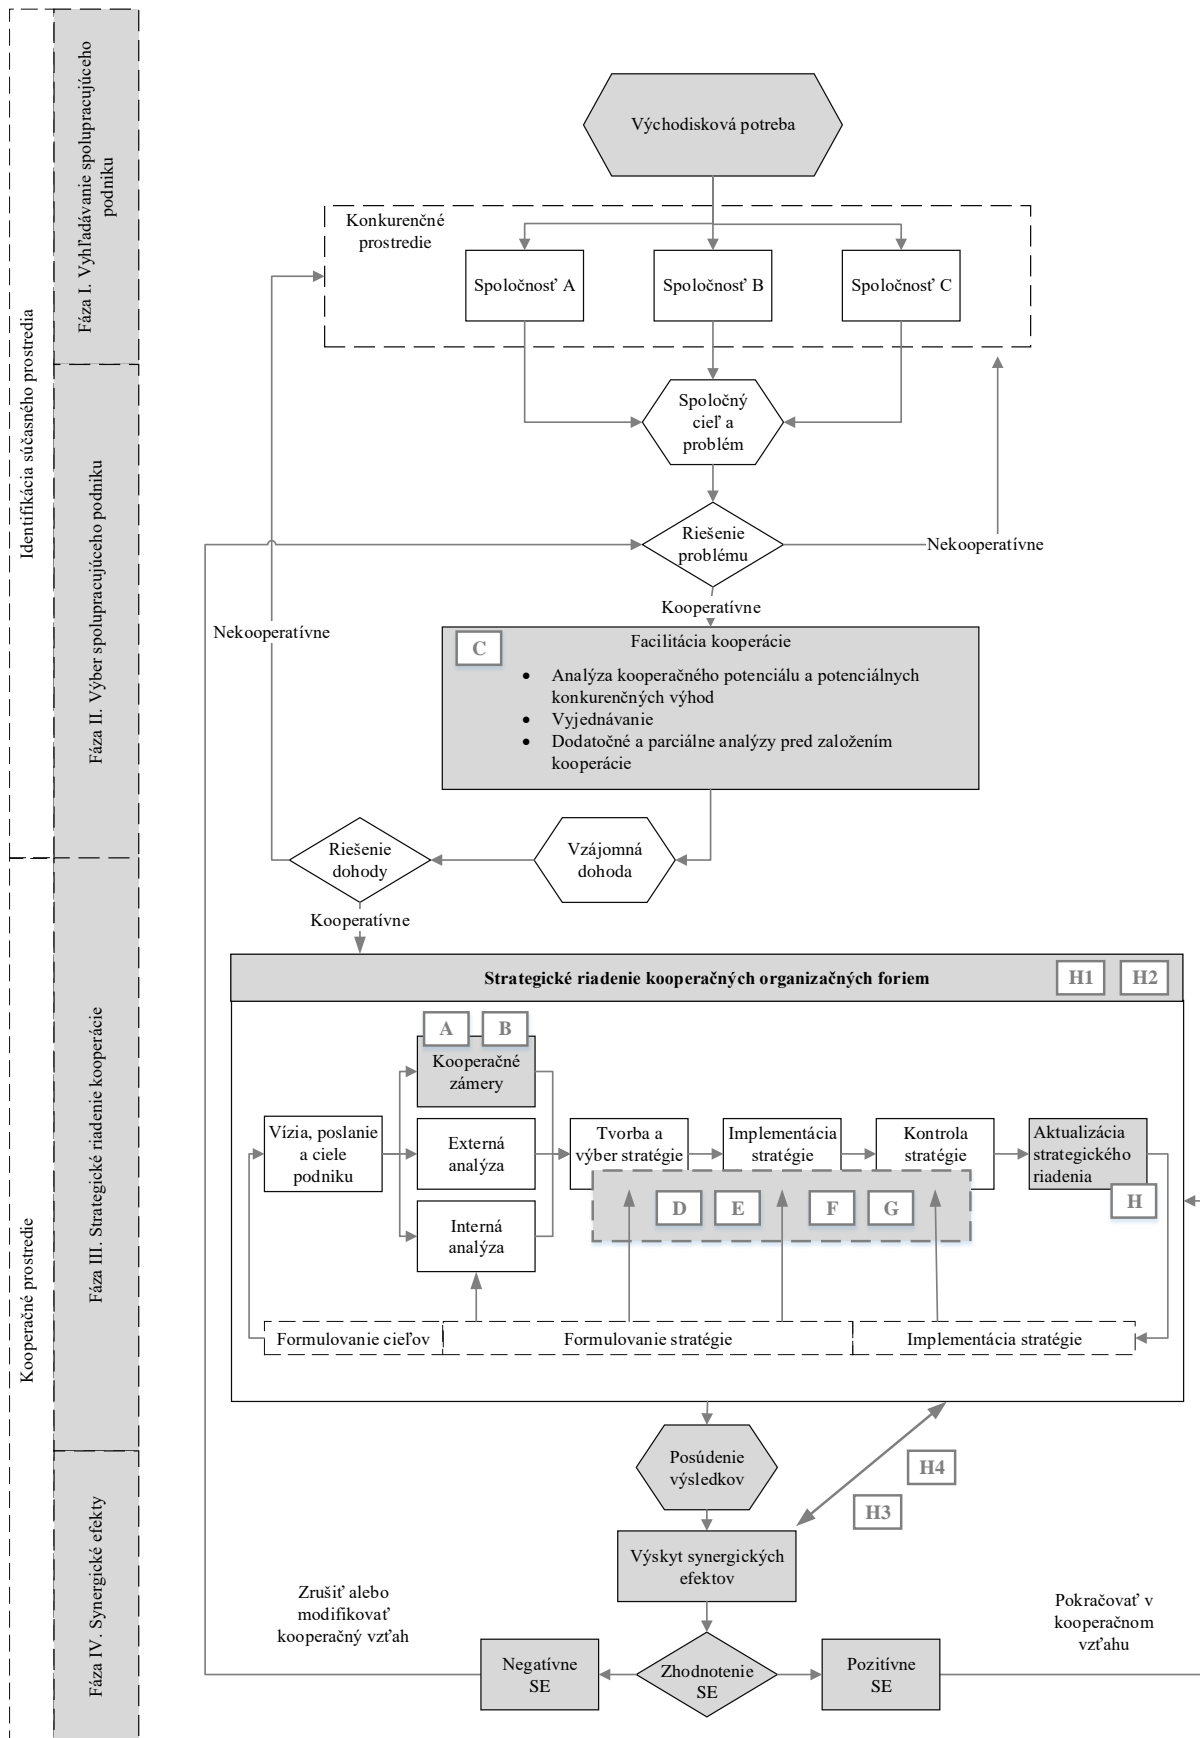 Identifikácia súčasného prostredia
Kooperačné prostredie
Fáza I. Vyhľadávanie spolupracujúceho
podniku
Fáza II. Výber spolupracujúceho podniku
Fáza III. Strategické riadenie kooperácie
Fáza IV. Synergické efekty
Východisková potreba
Konkurenčné
prostredie
Spoločnosť A
Spoločnosť B
Spoločnosť C
Spoločný
cieľ a
problém
Riešenie
problému
Nekooperatívne
Kooperatívne
Nekooperatívne
C
Facilitácia kooperácie
• Analýza kooperačného potenciálu a potenciálnych
konkurenčných výhod
• Vyjednávanie
• Dodatočné a parciálne analýzy pred založením
kooperácie
Riešenie
dohody
Vzájomná
dohoda
Kooperatívne
Strategické riadenie kooperačných organizačných foriem
H1
H2
A
B
Kooperačné
zámery
Vízia, poslanie
a ciele
podniku
Externá
analýza
Interná
analýza
Tvorba a
výber stratégie
Implementácia
stratégie
Kontrola
stratégie
Aktualizácia
strategického
riadenia
H
D
E
F
G
Formulovanie cieľov
Formulovanie stratégie
Implementácia stratégie
Posúdenie
výsledkov
H4
H3
Výskyt synergických
efektov
Zrušiť alebo
modifikovať
kooperačný vzťah
Pokračovať v
kooperačnom
vzťahu
Negatívne
SE
Zhodnotenie
SE
Pozitívne
SE